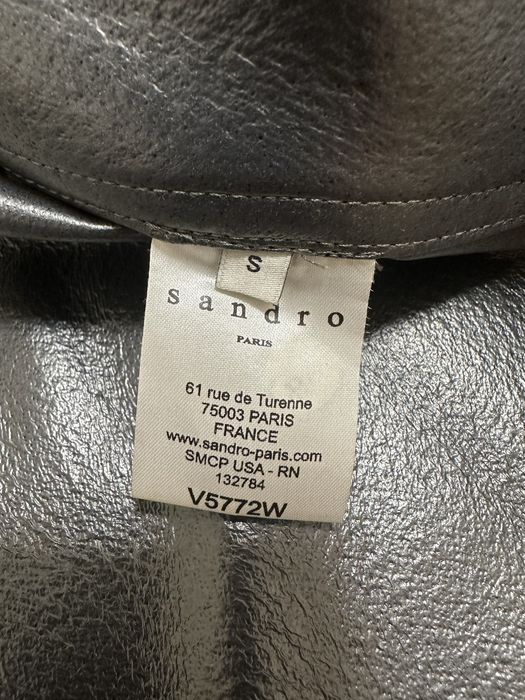 S
sandro
PARIS
61 rue de Turenne
75003 PARIS
FRANCE
www.sandro-paris.com
SMCP USA - RN
132784
V5772W